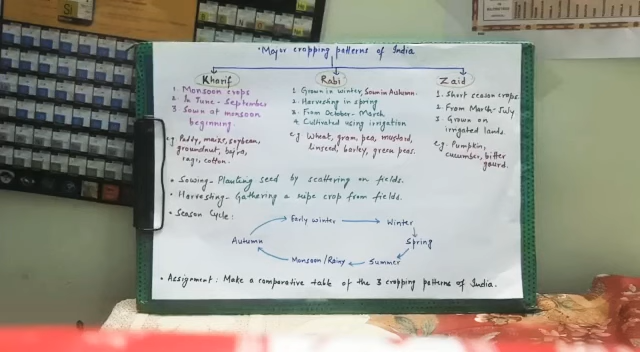 • Major cropping patterns of India
Kharif
1. Monsoon crops
2. In June - September
3. Sown at monsoon
beginning.
e.g. Paddy, maize, soybean,
groundnut, bajra,
ragi, cotton.
Rabi
1. Grown in winter, Sown in Autumn.
2. Harvesting in spring
3. From October - March
4. Cultivated using irrigation
e.g. Wheat, gram, pea, mustard,
linseed, barley, green peas.
Zaid
1. Short season crops.
2. From March - July
3. Grown on
irrigated lands.
e.g. Pumpkin,
cucumber, bitter
gourd.
• Sowing - Planting seed by scattering on fields.
• Harvesting - Gathering a ripe crop from fields.
• Season Cycle:
Early winter
Winter
Spring
Summer
Monsoon / Rainy
Autumn
• Assignment: Make a comparative table of the 3 cropping patterns of India.